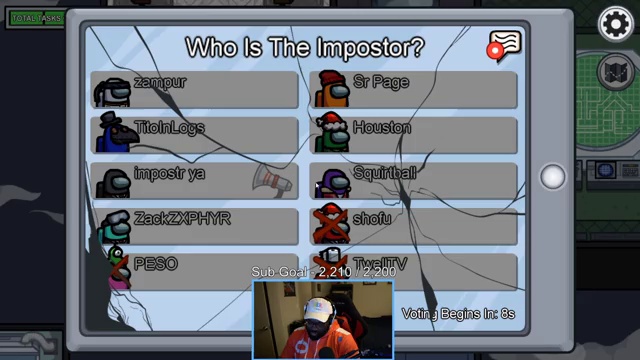 TOTAL TASKS
Who Is The Impostor?
zampur
Sr Page
TitoInLogs
Houston
impostr ya
Squirtball
ZackZXPHYR
shofu
PESO
TwellTV
Sub-Goal - 2,210 / 2,200
Voting Begins In: 8s